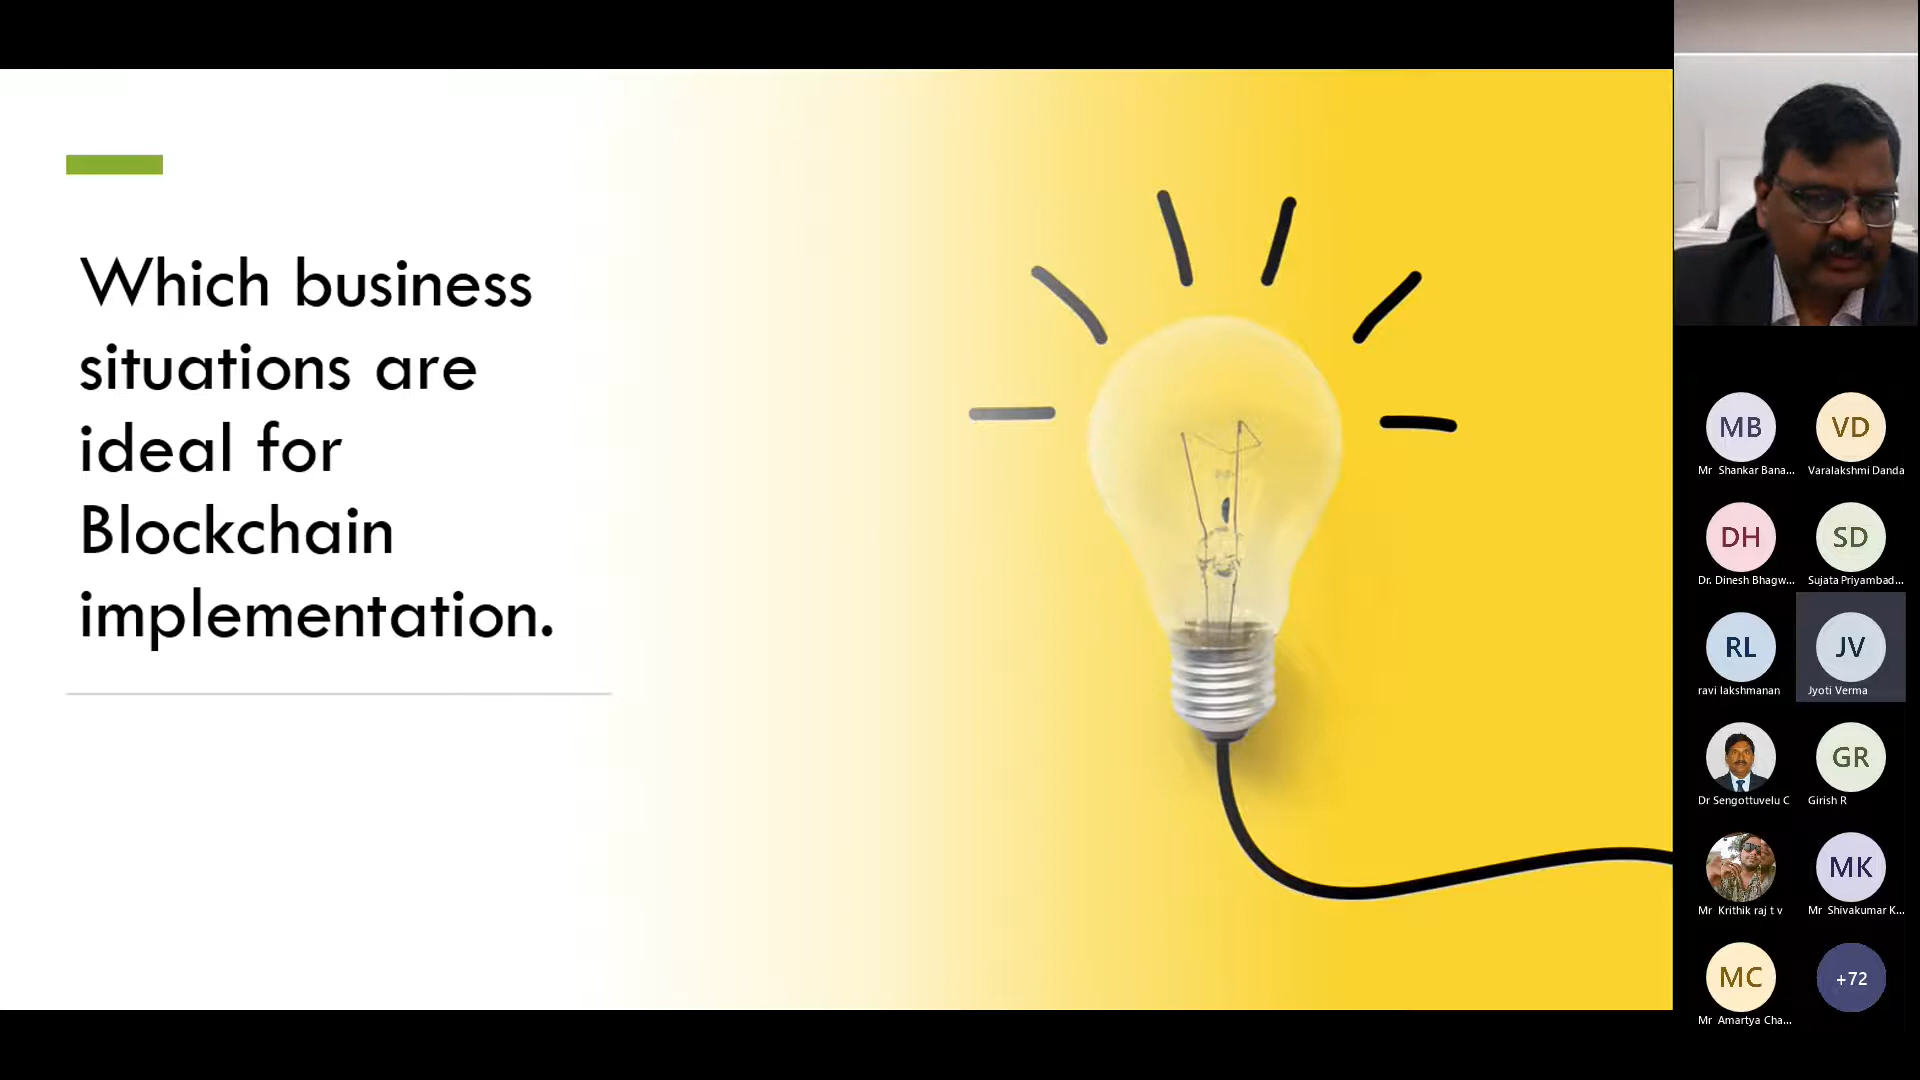 Which business
situations are
ideal for
Blockchain
implementation.
MB
VD
Mr Shankar Bana...
Varalakshmi Danda
DH
SD
Dr. Dinesh Bhagw...
Sujata Priyambad...
RL
JV
ravi lakshmanan
Jyoti Verma
GR
Dr Sengottuvelu C
Girish R
MK
Mr Krithik raj t v
Mr Shivakumar K...
MC
+72
Mr Amartya Cha...